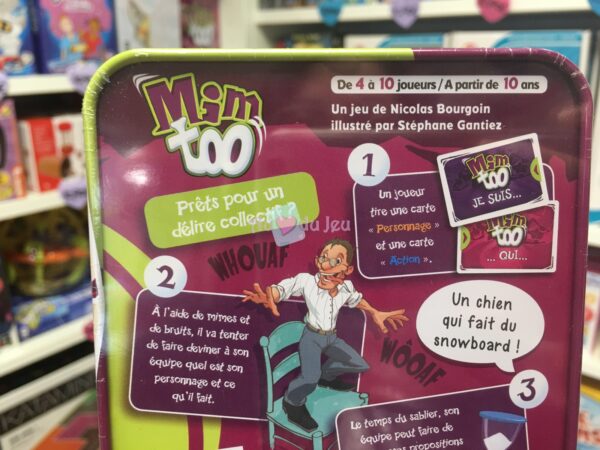 Mim
too
De 4 à 10 joueurs / A partir de 10 ans
Un jeu de Nicolas Bourgoin
illustré par Stéphane Gantiez
Prêts pour un
délire collectif
du Jeu
1
Un joueur
tire une carte
« Personnage »
et une carte
« Action ».
Mim
too
JE SUIS...
Mim
too
... QUI...
WHOUAF
2
À l'aide de mimes et
de bruits, il va tenter
de faire deviner à son
équipe quel est son
personnage et ce
qu'il fait.
Un chien
qui fait du
snowboard !
WÔOAF
3
Le temps du sablier, son
équipe peut faire de
propositions
KATAMINO